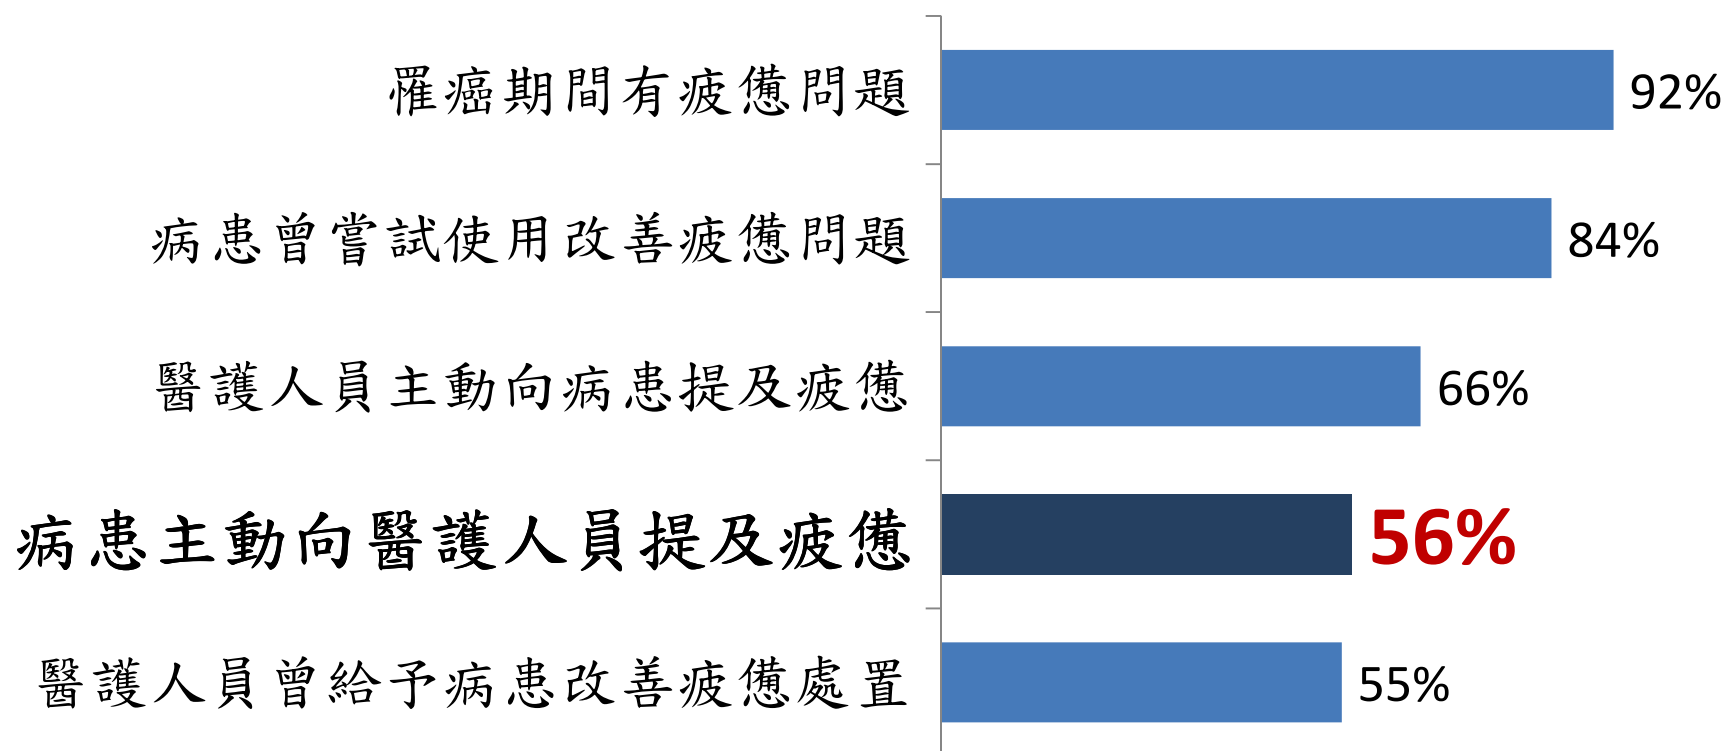 罹癌期間有疲憊問題 92%
病患曾嘗試使用改善疲憊問題 84%
醫護人員主動向病患提及疲憊 66%
病患主動向醫護人員提及疲憊 56%
醫護人員曾給予病患改善疲憊處置 55%